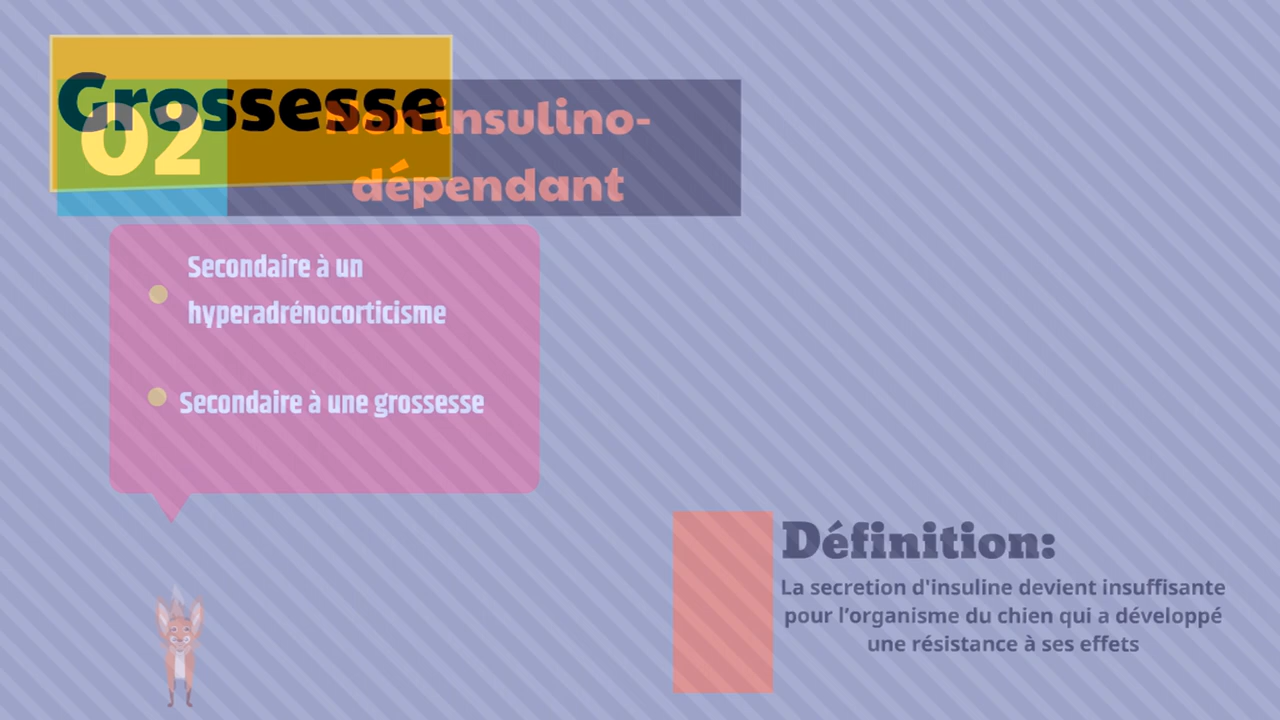 Grossesse
02
Non insulino-
dépendant
Secondaire à un
hyperadrénocorticisme
Secondaire à une grossesse
Définition:
La secretion d'insuline devient insuffisante
pour l’organisme du chien qui a développé
une résistance à ses effets